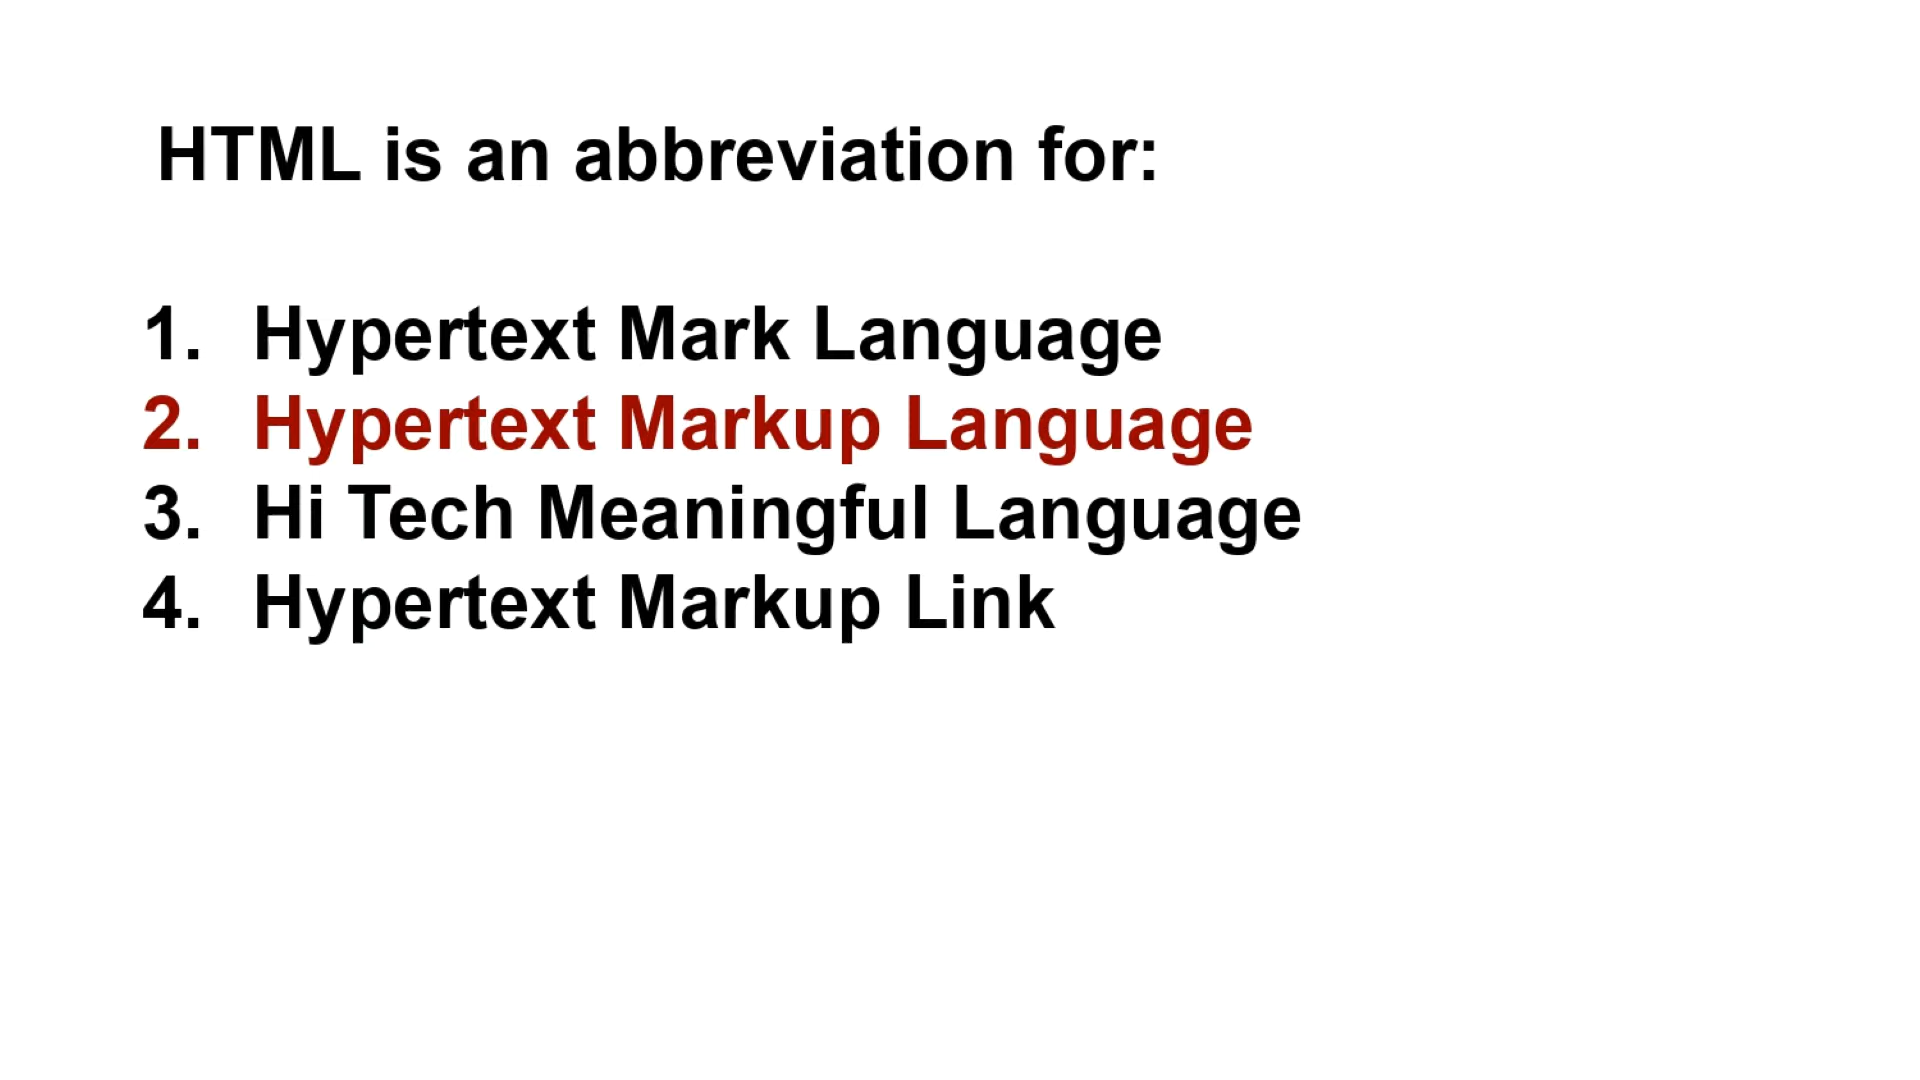 HTML is an abbreviation for:
1. Hypertext Mark Language
2. Hypertext Markup Language
3. Hi Tech Meaningful Language
4. Hypertext Markup Link